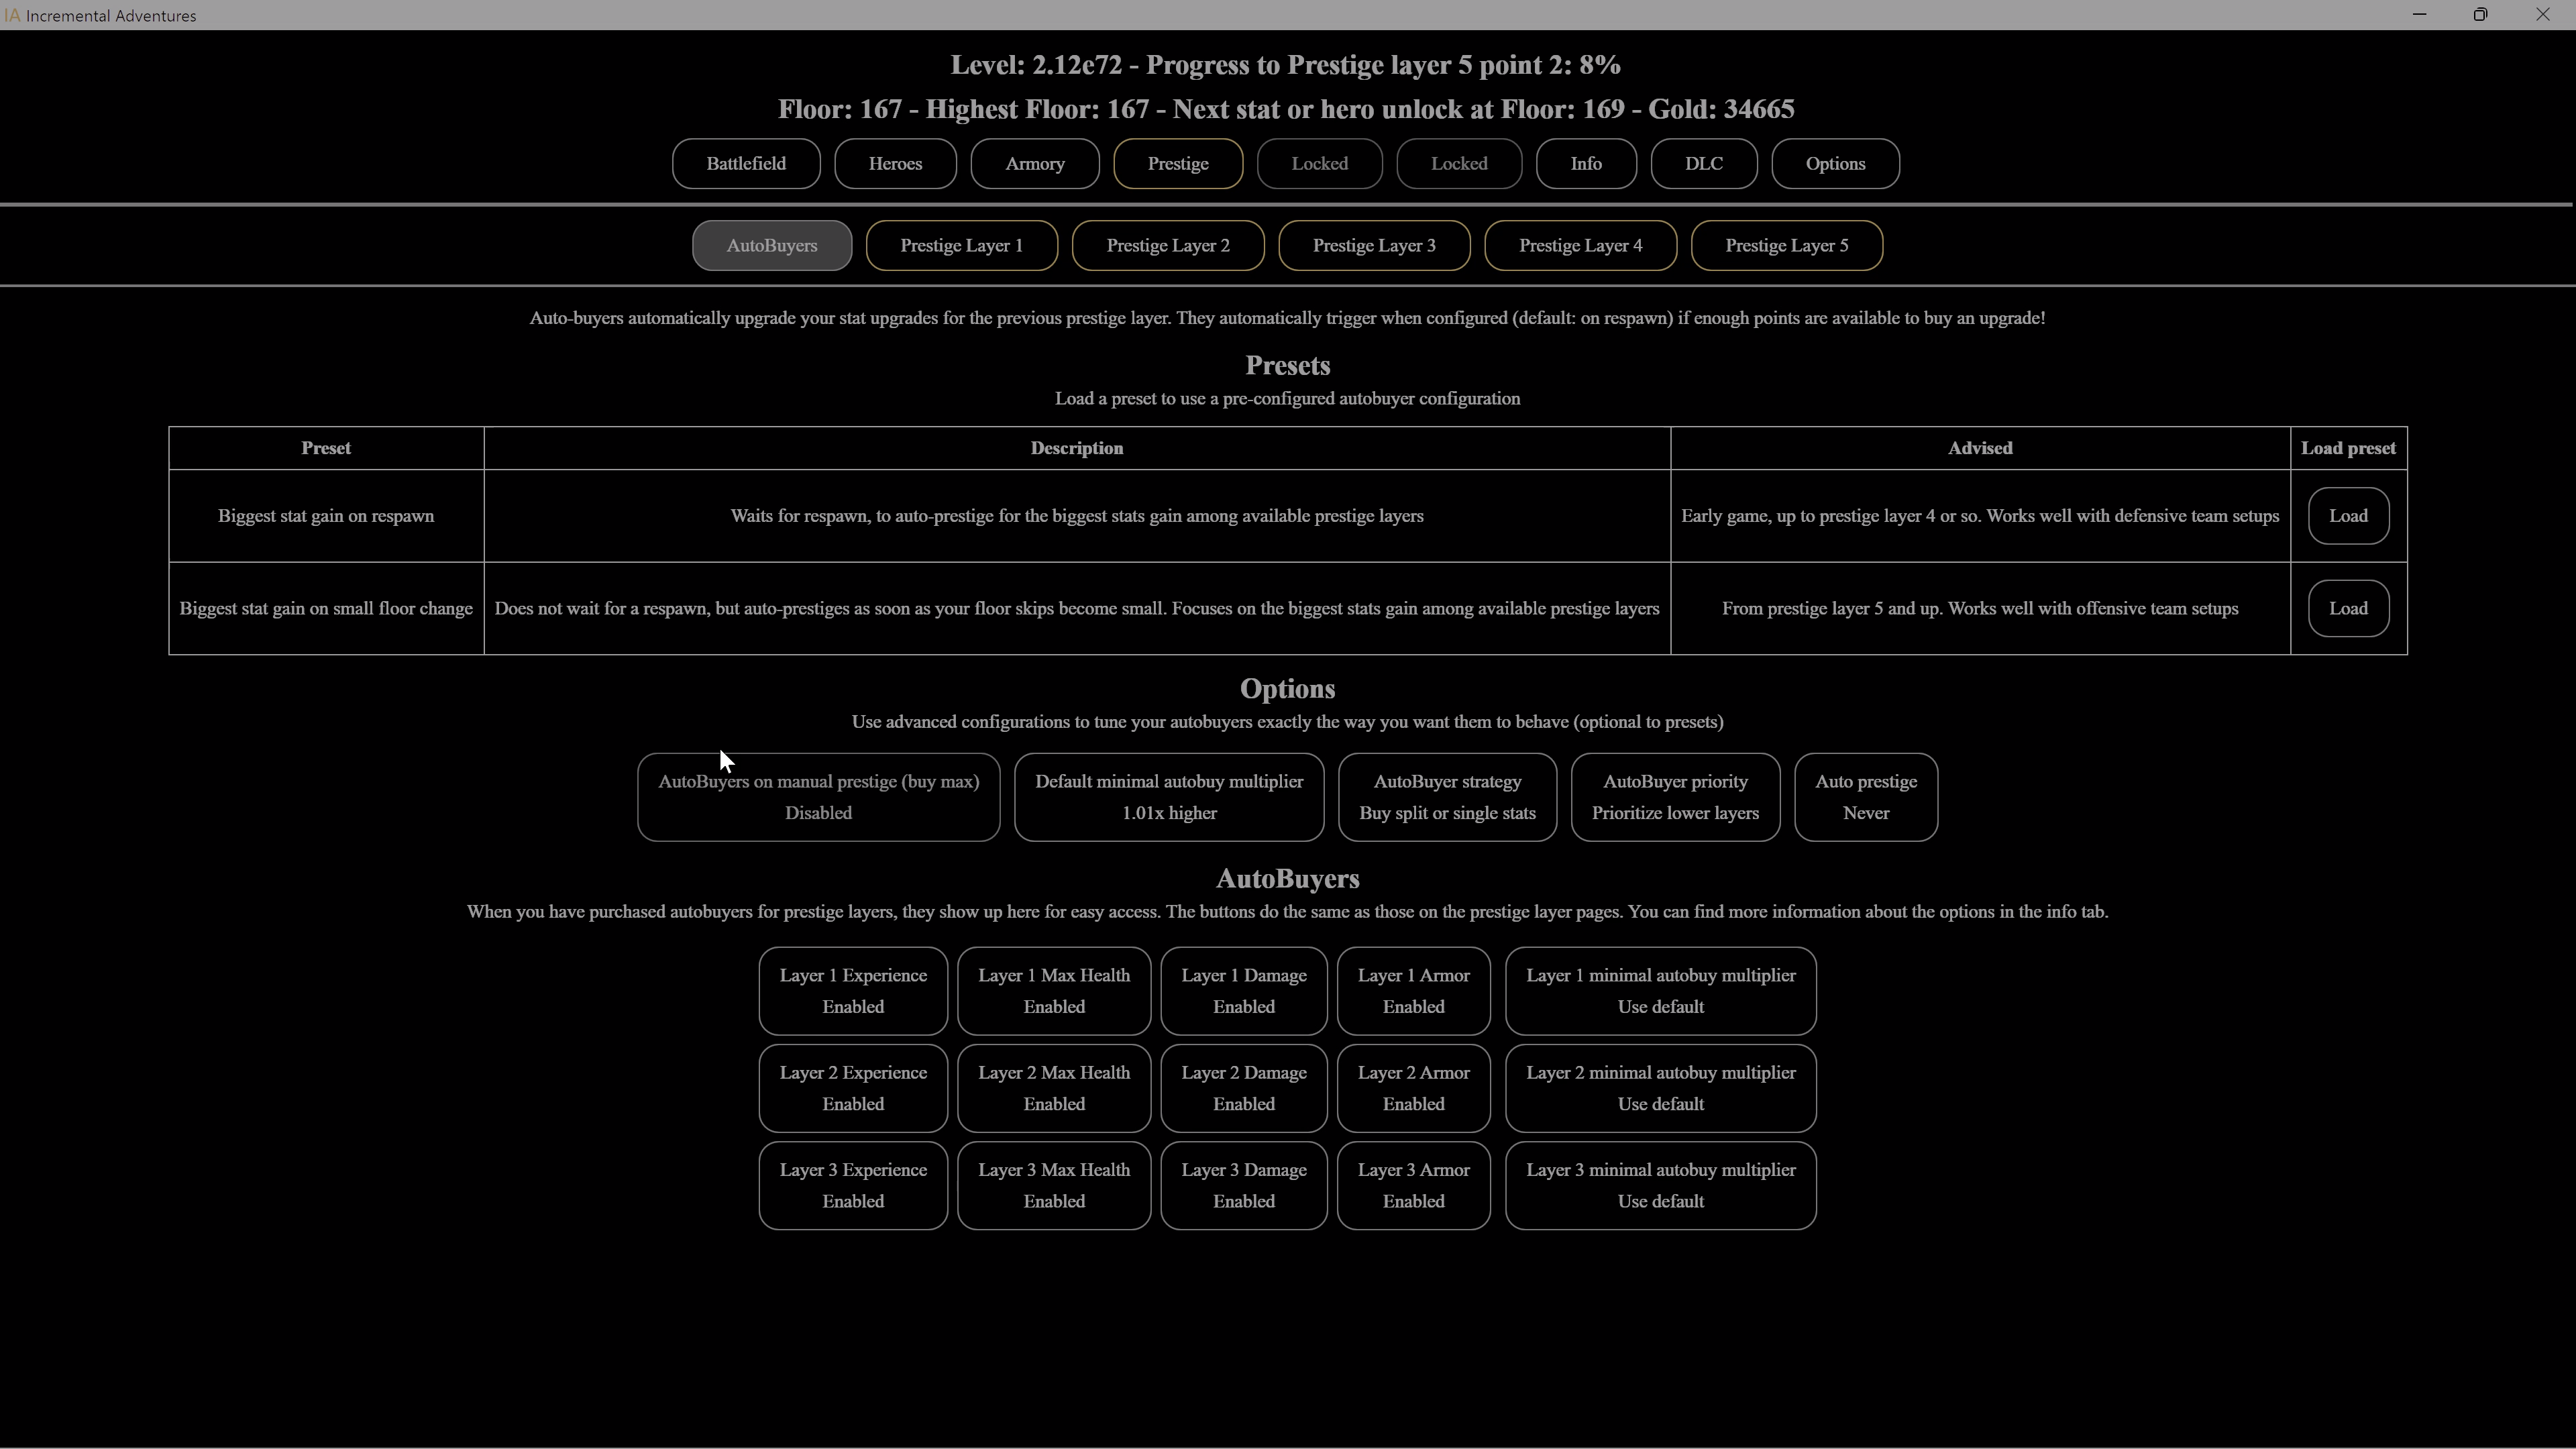 IA Incremental Adventures
Level: 2.12e72 - Progress to Prestige layer 5 point 2: 8%
Floor: 167 - Highest Floor: 167 - Next stat or hero unlock at Floor: 169 - Gold: 34665
Battlefield Heroes Armory Prestige Locked Locked Info DLC Options
AutoBuyers Prestige Layer 1 Prestige Layer 2 Prestige Layer 3 Prestige Layer 4 Prestige Layer 5
Auto-buyers automatically upgrade your stat upgrades for the previous prestige layer. They automatically trigger when configured (default: on respawn) if enough points are available to buy an upgrade!
Presets
Load a preset to use a pre-configured autobuyer configuration
Preset Description Advised Load preset
Biggest stat gain on respawn Waits for respawn, to auto-prestige for the biggest stats gain among available prestige layers Early game, up to prestige layer 4 or so. Works well with defensive team setups Load
Biggest stat gain on small floor change Does not wait for a respawn, but auto-prestiges as soon as your floor skips become small. Focuses on the biggest stats gain among available prestige layers From prestige layer 5 and up. Works well with offensive team setups Load
Options
Use advanced configurations to tune your autobuyers exactly the way you want them to behave (optional to presets)
AutoBuyers on manual prestige (buy max) Default minimal autobuy multiplier AutoBuyer strategy AutoBuyer priority Auto prestige
Disabled 1.01x higher Buy split or single stats Prioritize lower layers Never
AutoBuyers
When you have purchased autobuyers for prestige layers, they show up here for easy access. The buttons do the same as those on the prestige layer pages. You can find more information about the options in the info tab.
Layer 1 Experience Layer 1 Max Health Layer 1 Damage Layer 1 Armor Layer 1 minimal autobuy multiplier
Enabled Enabled Enabled Enabled Use default
Layer 2 Experience Layer 2 Max Health Layer 2 Damage Layer 2 Armor Layer 2 minimal autobuy multiplier
Enabled Enabled Enabled Enabled Use default
Layer 3 Experience Layer 3 Max Health Layer 3 Damage Layer 3 Armor Layer 3 minimal autobuy multiplier
Enabled Enabled Enabled Enabled Use default